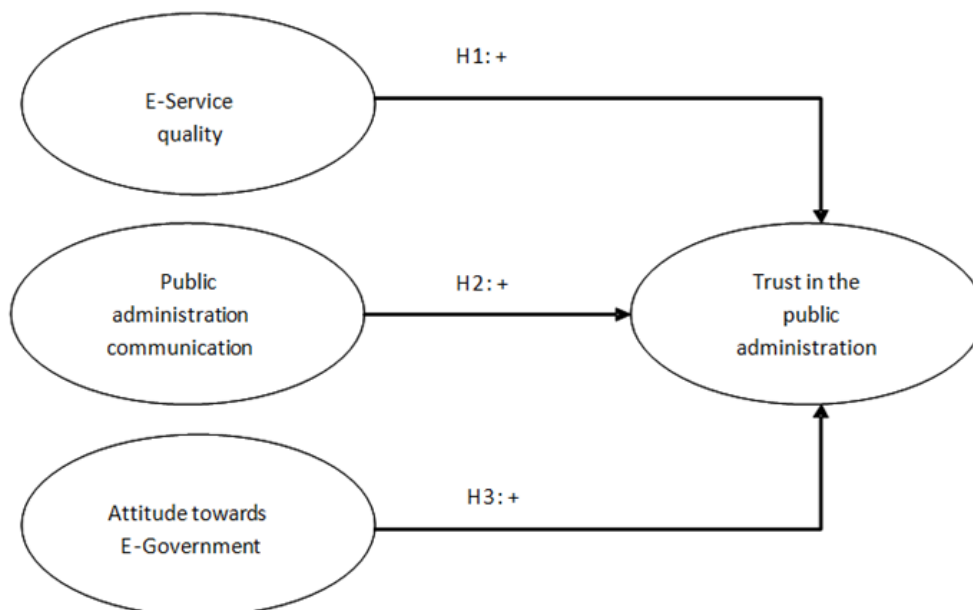 H1: +
E-Service
quality
Public
administration
communication
H2: +
Trust in the
public
administration
H3: +
Attitude towards
E-Government